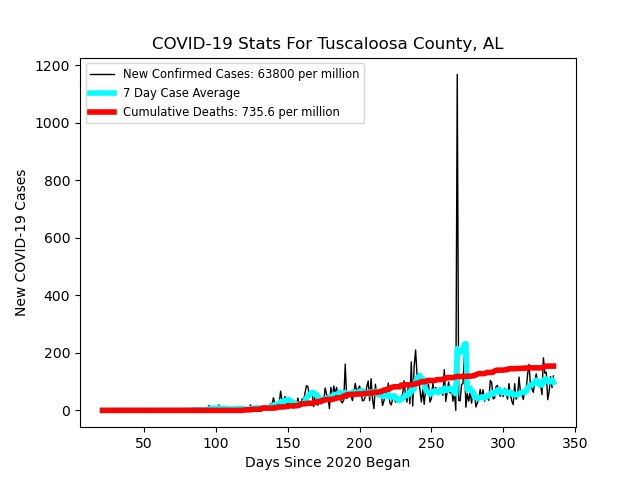 COVID-19 Stats For Tuscaloosa County, AL
New Confirmed Cases: 63800 per million
7 Day Case Average
Cumulative Deaths: 735.6 per million
New COVID-19 Cases
1200
1000
800
600
400
200
0
50 100 150 200 250 300 350
Days Since 2020 Began